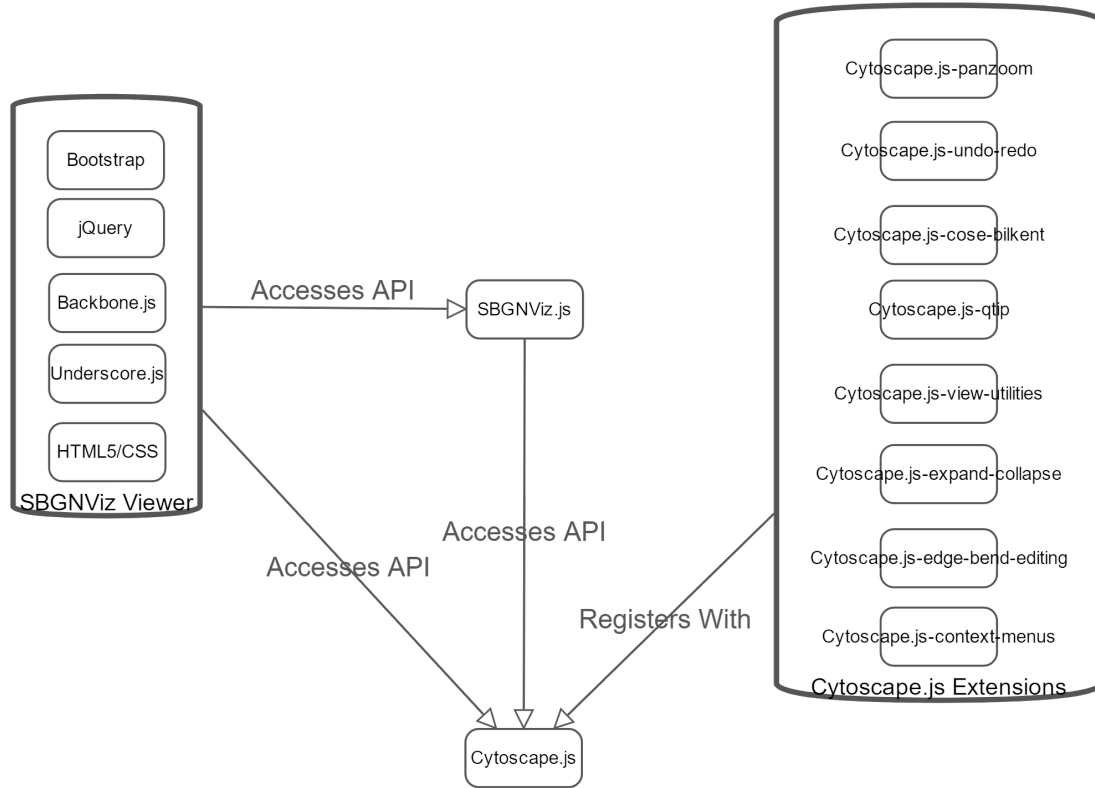 Bootstrap
jQuery
Backbone.js
Underscore.js
HTML5/CSS
SBGNViz Viewer
Accesses API
SBGNViz.js
Accesses API
Accesses API
Registers With
Cytoscape.js
Cytoscape.js-panzoom
Cytoscape.js-undo-redo
Cytoscape.js-cose-bilkent
Cytoscape.js-qtip
Cytoscape.js-view-utilities
Cytoscape.js-expand-collapse
Cytoscape.js-edge-bend-editing
Cytoscape.js-context-menus
Cytoscape.js Extensions